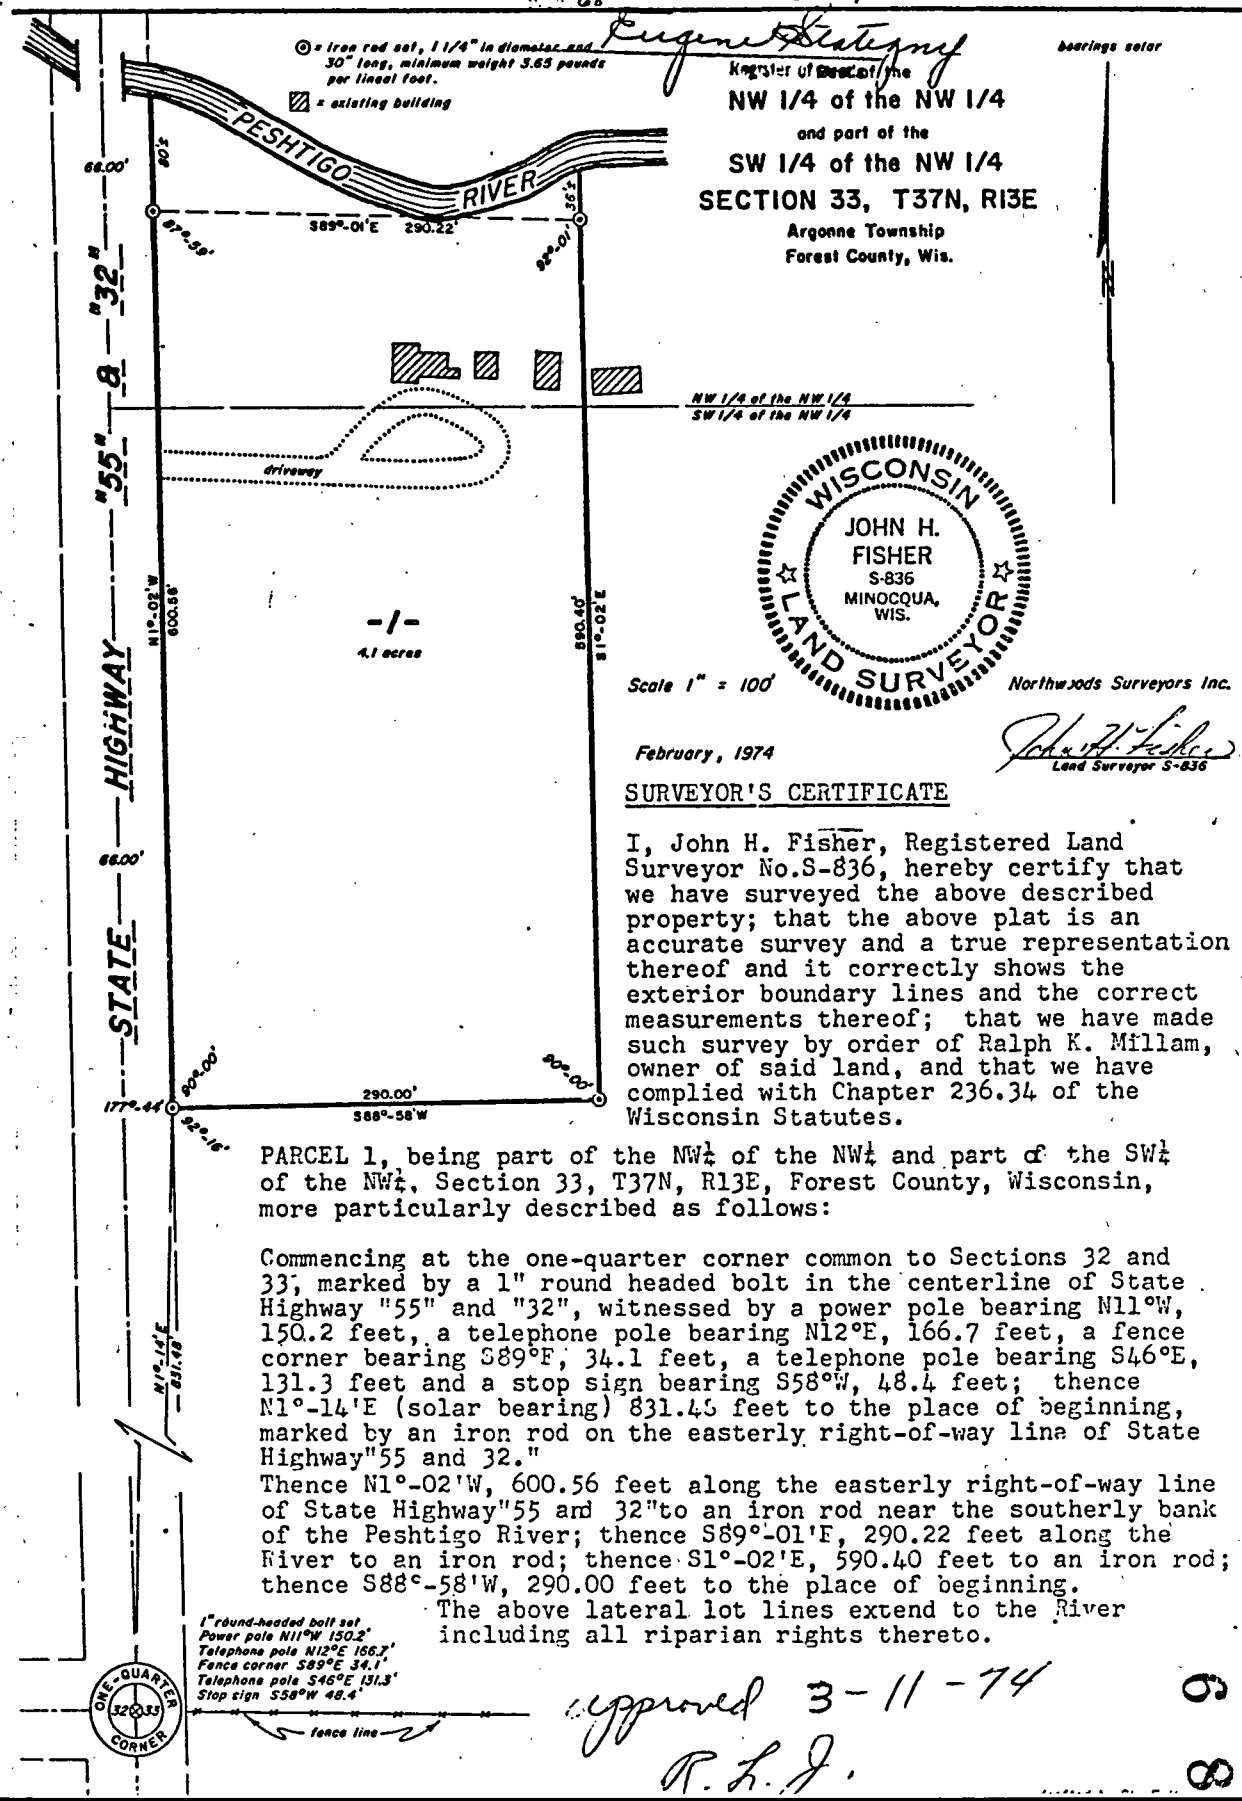 Eugene Statezny
⊙ = iron rod set, 1 1/4" in diameter and
30" long, minimum weight 3.65 pounds
per lineal foot.
= existing building
Register of Deeds of the
NW 1/4 of the NW 1/4
and part of the
SW 1/4 of the NW 1/4
SECTION 33, T37N, R13E
Argonne Township
Forest County, Wis.
bearings solar
N
PESHTIGO RIVER
66.00'
80'±
36'±
S89°-01'E 290.22'
87°-59'
92°-01'
STATE HIGHWAY "55" & "32"
NW 1/4 of the NW 1/4
SW 1/4 of the NW 1/4
driveway
N1°-02'W
600.56'
590.40'
S1°-02'E
-1-
4.1 acres
WISCONSIN
JOHN H.
FISHER
S-836
MINOCQUA,
WIS.
LAND SURVEYOR
Scale 1" = 100'
Northwoods Surveyors Inc.
February, 1974
John H. Fisher
Land Surveyor S-836
66.00'
90°-00'
90°-00'
177°-44'
92°-16'
290.00'
S88°-58'W
N1°-14'E
831.48'
SURVEYOR'S CERTIFICATE
I, John H. Fisher, Registered Land
Surveyor No.S-836, hereby certify that
we have surveyed the above described
property; that the above plat is an
accurate survey and a true representation
thereof and it correctly shows the
exterior boundary lines and the correct
measurements thereof; that we have made
such survey by order of Ralph K. Millam,
owner of said land, and that we have
complied with Chapter 236.34 of the
Wisconsin Statutes.
PARCEL 1, being part of the NW¼ of the NW¼ and part of the SW¼
of the NW¼, Section 33, T37N, R13E, Forest County, Wisconsin,
more particularly described as follows:
Commencing at the one-quarter corner common to Sections 32 and
33, marked by a 1" round headed bolt in the centerline of State
Highway "55" and "32", witnessed by a power pole bearing N11°W,
150.2 feet, a telephone pole bearing N12°E, 166.7 feet, a fence
corner bearing S89°E, 34.1 feet, a telephone pole bearing S46°E,
131.3 feet and a stop sign bearing S58°W, 48.4 feet; thence
N1°-14'E (solar bearing) 831.48 feet to the place of beginning,
marked by an iron rod on the easterly right-of-way line of State
Highway"55 and 32."
Thence N1°-02'W, 600.56 feet along the easterly right-of-way line
of State Highway"55 and 32"to an iron rod near the southerly bank
of the Peshtigo River; thence S89°-01'E, 290.22 feet along the
River to an iron rod; thence S1°-02'E, 590.40 feet to an iron rod;
thence S88°-58'W, 290.00 feet to the place of beginning.
The above lateral lot lines extend to the River
including all riparian rights thereto.
1" round-headed bolt set
Power pole N11°W 150.2'
Telephone pole N12°E 166.7'
Fence corner S89°E 34.1'
Telephone pole S46°E 131.3'
Stop sign S58°W 48.4'
ONE-QUARTER
32 33
CORNER
fence line
approved 3-11-74
R. L. J.